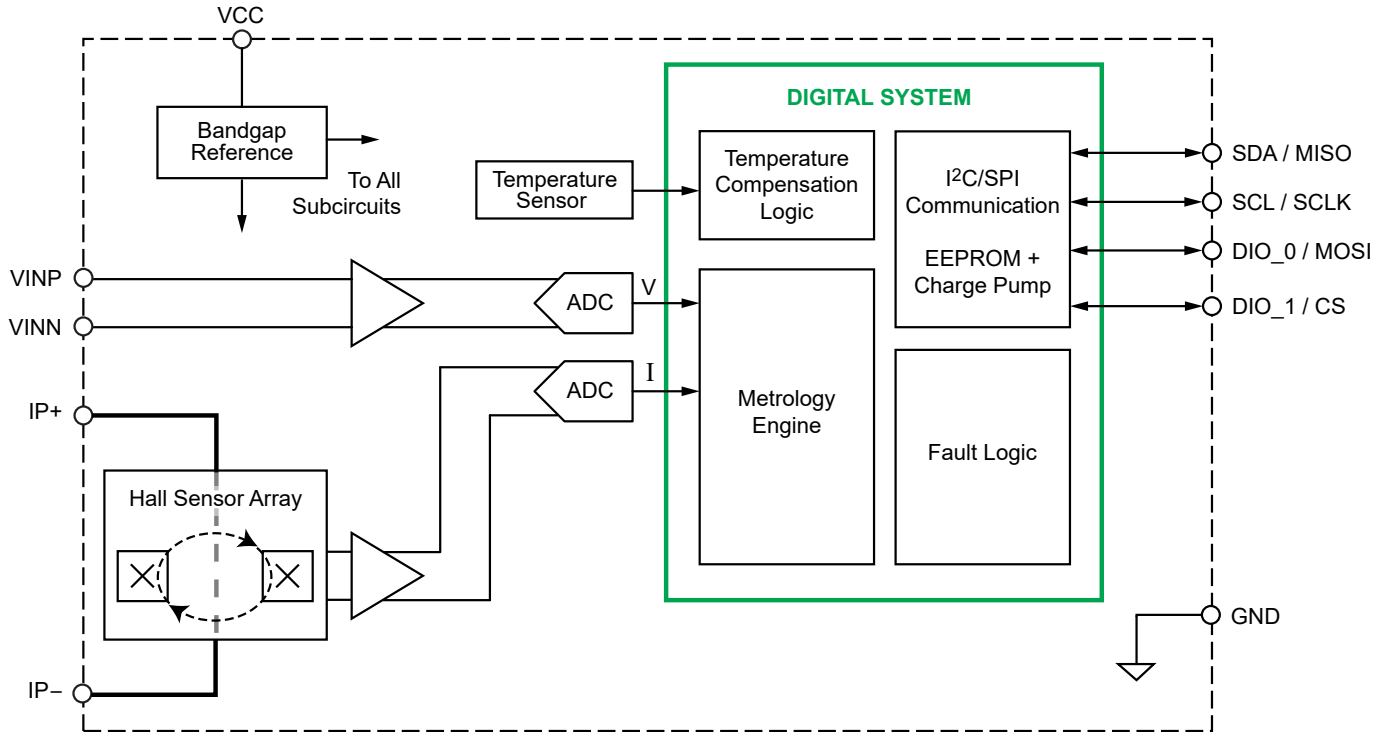 VCC
DIGITAL SYSTEM
Bandgap
Reference
To All
Subcircuits
Temperature
Sensor
Temperature
Compensation
Logic
I²C/SPI
Communication
EEPROM +
Charge Pump
SDA / MISO
SCL / SCLK
DIO_0 / MOSI
DIO_1 / CS
VINP
VINN
ADC
V
ADC
I
Metrology
Engine
Fault Logic
IP+
Hall Sensor Array
IP–
GND